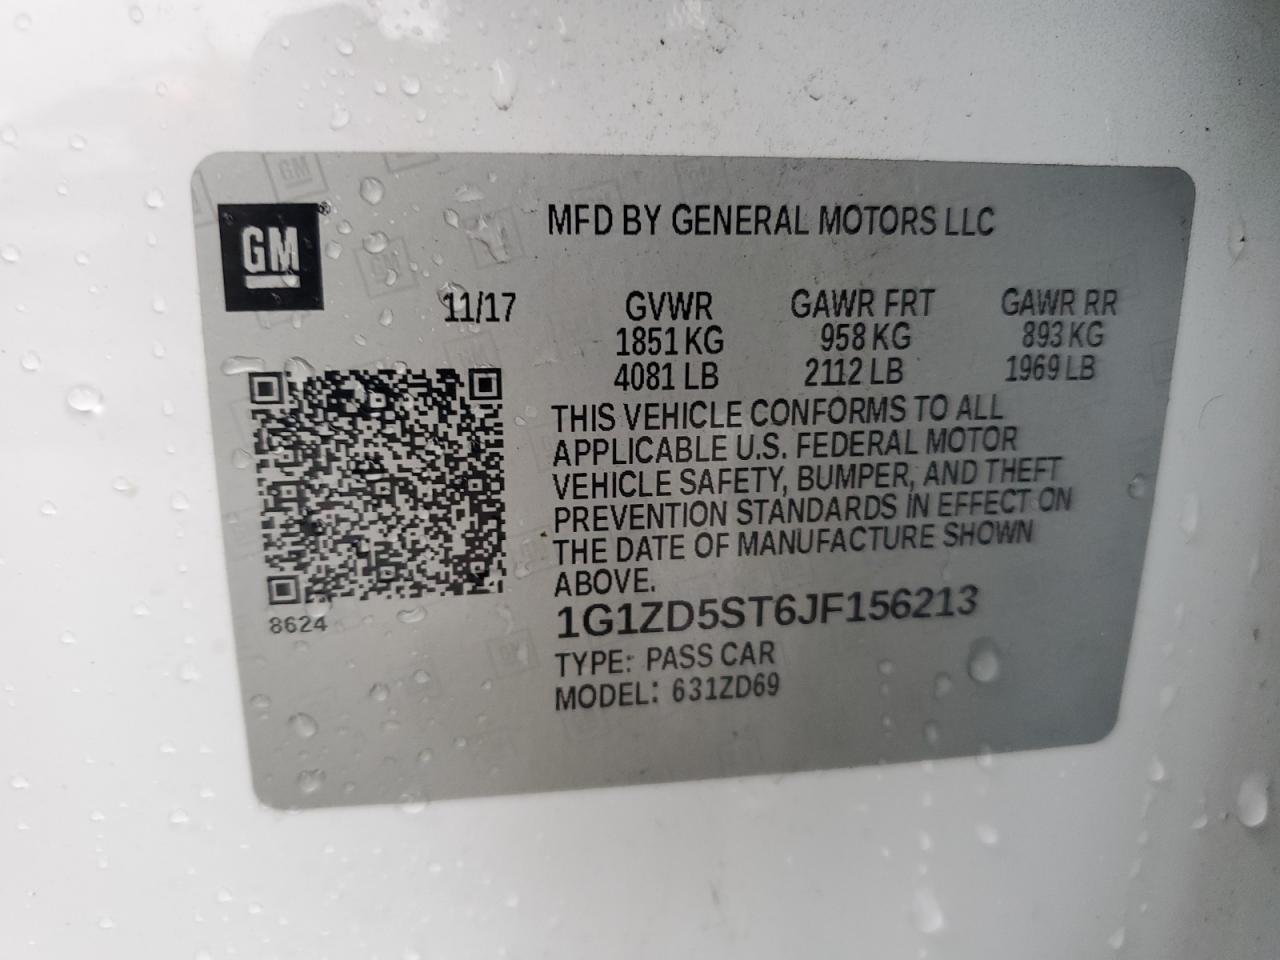 GM
MFD BY GENERAL MOTORS LLC
11/17 GVWR GAWR FRT GAWR RR
1851 KG 958 KG 893 KG
4081 LB 2112 LB 1969 LB
THIS VEHICLE CONFORMS TO ALL
APPLICABLE U.S. FEDERAL MOTOR
VEHICLE SAFETY, BUMPER, AND THEFT
PREVENTION STANDARDS IN EFFECT ON
THE DATE OF MANUFACTURE SHOWN
ABOVE.
8624
1G1ZD5ST6JF156213
TYPE: PASS CAR
MODEL: 631ZD69